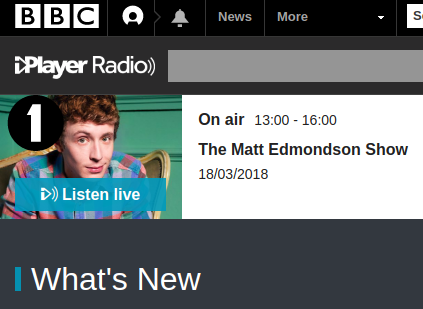 BBC
News
More
S
iPlayer Radio
1
Listen live
On air 13:00 - 16:00
The Matt Edmondson Show
18/03/2018
What's New